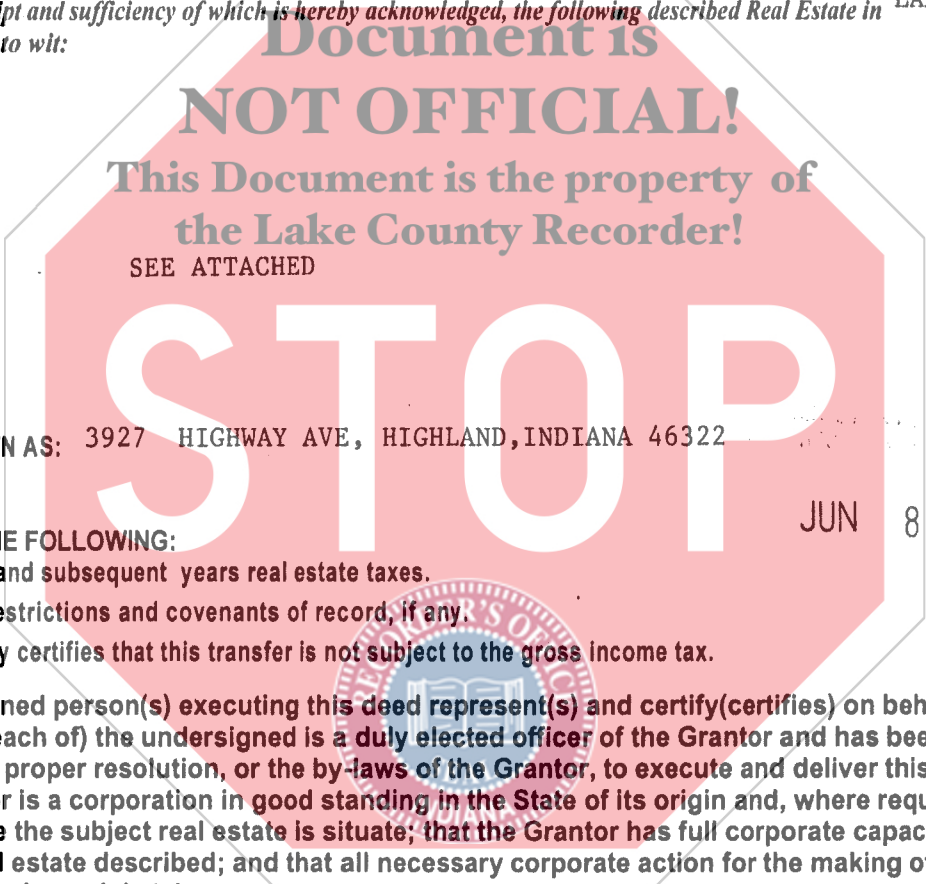 pt and sufficiency of which is hereby acknowledged, the following described Real Estate in LA
to wit:
Document is
NOT OFFICIAL!
This Document is the property of
the Lake County Recorder!
SEE ATTACHED
STOP
N AS: 3927 HIGHWAY AVE, HIGHLAND, INDIANA 46322
JUN 8
E FOLLOWING:
and subsequent years real estate taxes.
estrictions and covenants of record, if any.
y certifies that this transfer is not subject to the gross income tax.
RECORDER'S OFFICE
INDIANA
ned person(s) executing this deed represent(s) and certify(certifies) on beh
each of) the undersigned is a duly elected officer of the Grantor and has bee
proper resolution, or the by-laws of the Grantor, to execute and deliver this
r is a corporation in good standing in the State of its origin and, where requ
e the subject real estate is situate; that the Grantor has full corporate capac
l estate described; and that all necessary corporate action for the making of